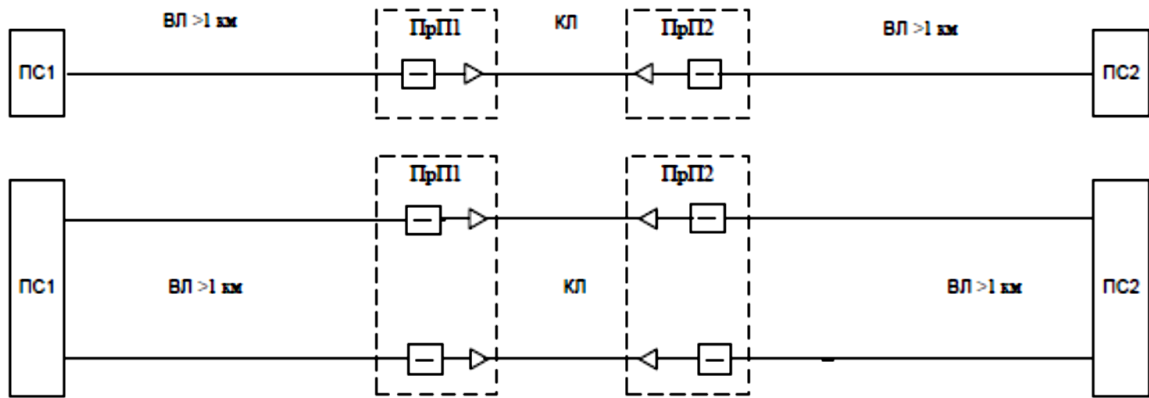 ВЛ >1 км
ПрП1
КЛ
ПрП2
ВЛ >1 км
ПС1
ПС2
ПрП1
ПрП2
ПС1
ВЛ >1 км
КЛ
ВЛ >1 км
ПС2